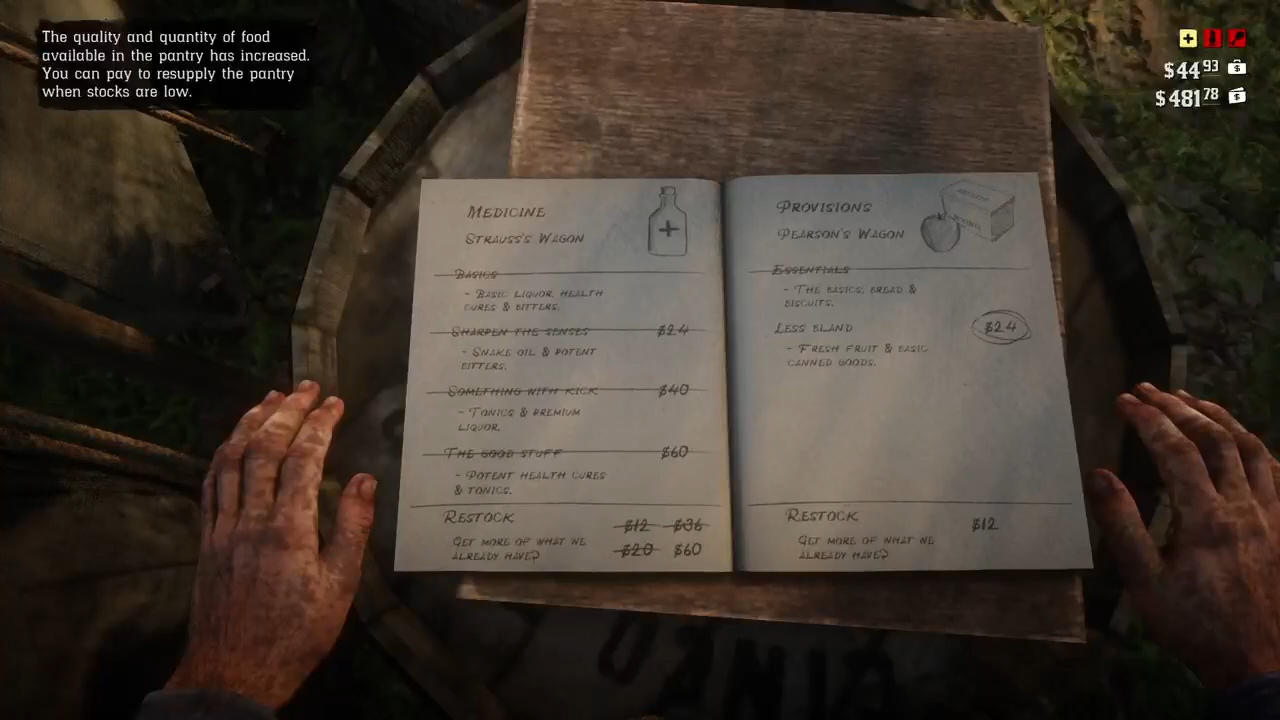 The quality and quantity of food
available in the pantry has increased.
You can pay to resupply the pantry
when stocks are low.
$44 93
$481 78
Medicine
Strauss's Wagon
Basics
- Basic liquor, health
cures & bitters.
Sharpen the senses $24
- Snake oil & potent
bitters.
Something with kick $40
- Tonics & premium
liquor.
The good stuff $60
- Potent health cures
& tonics.
Restock $12 $36
Get more of what we $20 $60
already have?
Provisions
Pearson's Wagon
Essentials
- The basics, bread &
biscuits.
Less bland $24
- Fresh fruit & basic
canned goods.
Restock $12
Get more of what we
already have?